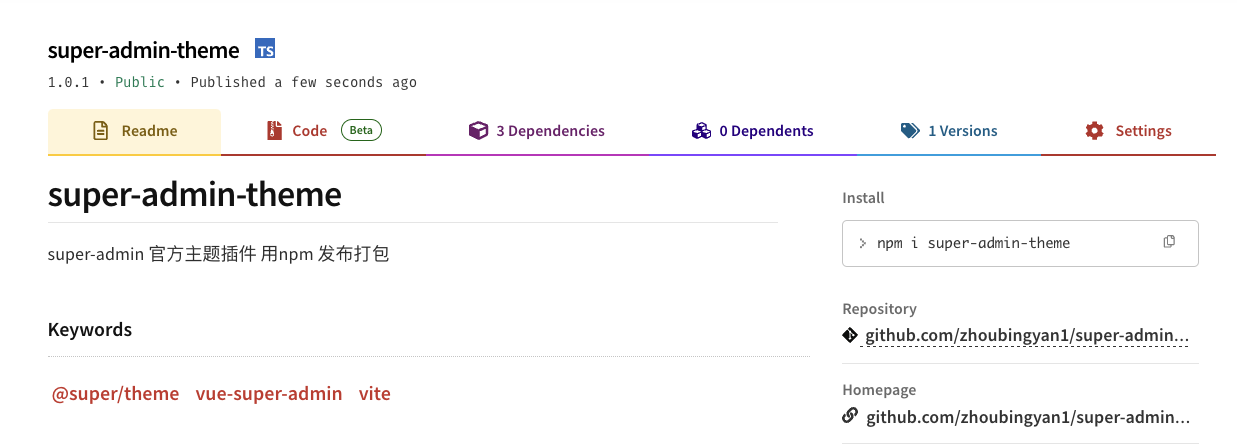 super-admin-theme TS
1.0.1 • Public • Published a few seconds ago
Readme
Code Beta
3 Dependencies
0 Dependents
1 Versions
Settings
super-admin-theme
super-admin 官方主题插件 用npm 发布打包
Keywords
@super/theme vue-super-admin vite
Install
> npm i super-admin-theme
Repository
github.com/zhoubingyan1/super-admin...
Homepage
github.com/zhoubingyan1/super-admin...